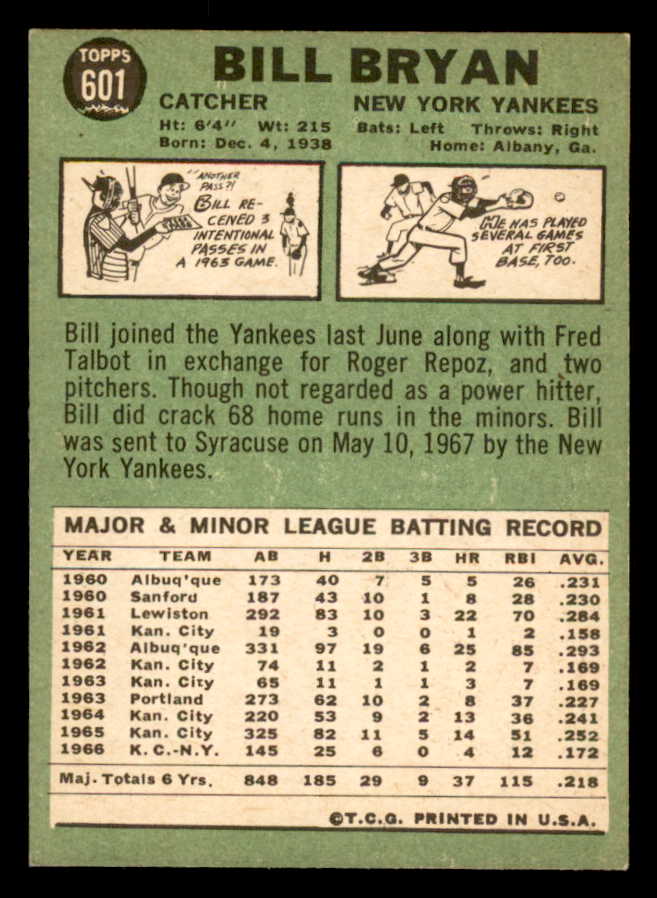 TOPPS
601
BILL BRYAN
CATCHER NEW YORK YANKEES
Ht: 6'4" Wt: 215 Bats: Left Throws: Right
Born: Dec. 4, 1938 Home: Albany, Ga.
"ANOTHER
PASS?!
BILL RE-
CENED 3
INTENTIONAL
PASSES IN
A 1963 GAME.
HE HAS PLAYED
SEVERAL GAMES
AT FIRST
BASE, TOO.
Bill joined the Yankees last June along with Fred
Talbot in exchange for Roger Repoz, and two
pitchers. Though not regarded as a power hitter,
Bill did crack 68 home runs in the minors. Bill
was sent to Syracuse on May 10, 1967 by the New
York Yankees.
MAJOR & MINOR LEAGUE BATTING RECORD
YEAR TEAM AB H 2B 3B HR RBI AVG.
1960 Albuq'que 173 40 7 5 5 26 .231
1960 Sanford 187 43 10 1 8 28 .230
1961 Lewiston 292 83 10 3 22 70 .284
1961 Kan. City 19 3 0 0 1 2 .158
1962 Albuq'que 331 97 19 6 25 85 .293
1962 Kan. City 74 11 2 1 2 7 .169
1963 Kan. City 65 11 1 1 3 7 .169
1963 Portland 273 62 10 2 8 37 .227
1964 Kan. City 220 53 9 2 13 36 .241
1965 Kan. City 325 82 11 5 14 51 .252
1966 K.C.-N.Y. 145 25 6 0 4 12 .172
Maj. Totals 6 Yrs. 848 185 29 9 37 115 .218
©T.C.G. PRINTED IN U.S.A.